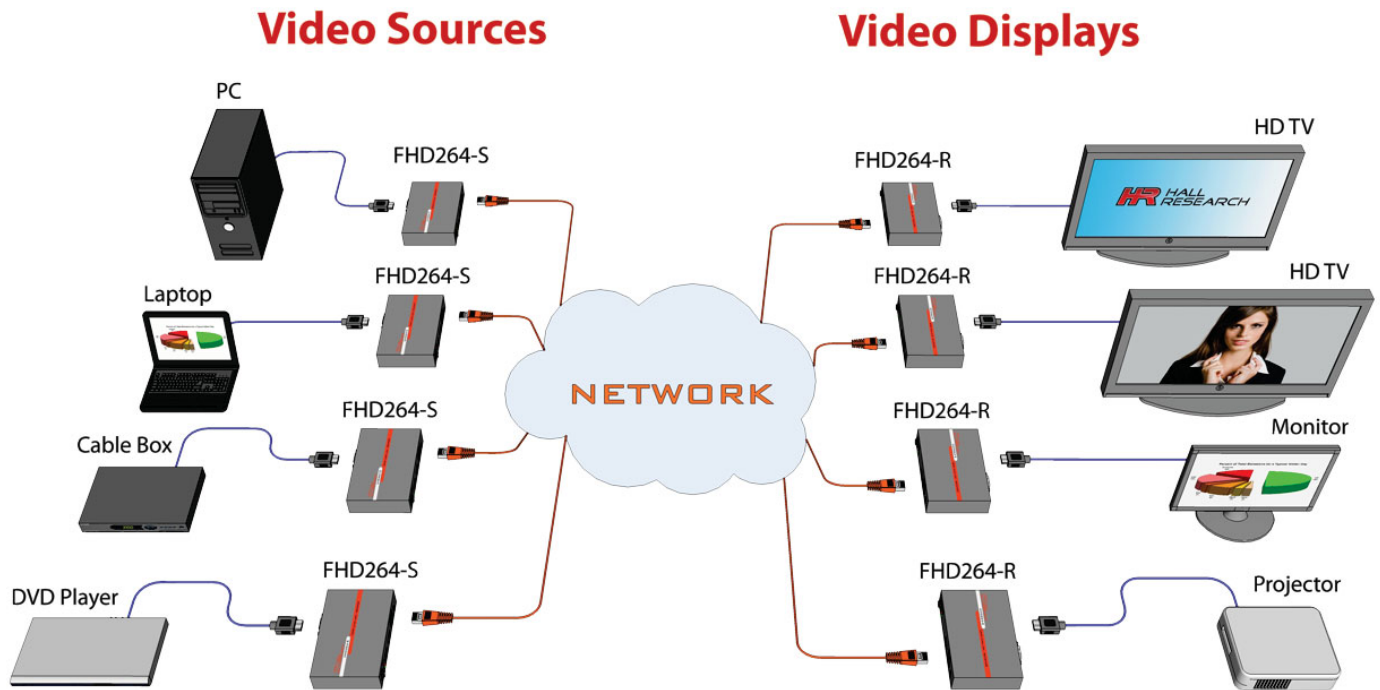 Video Sources
Video Displays
PC
FHD264-S
FHD264-R
HD TV
HR HALL
RESEARCH
Laptop
FHD264-S
FHD264-R
HD TV
NETWORK
Cable Box
FHD264-S
FHD264-R
Monitor
DVD Player
FHD264-S
FHD264-R
Projector